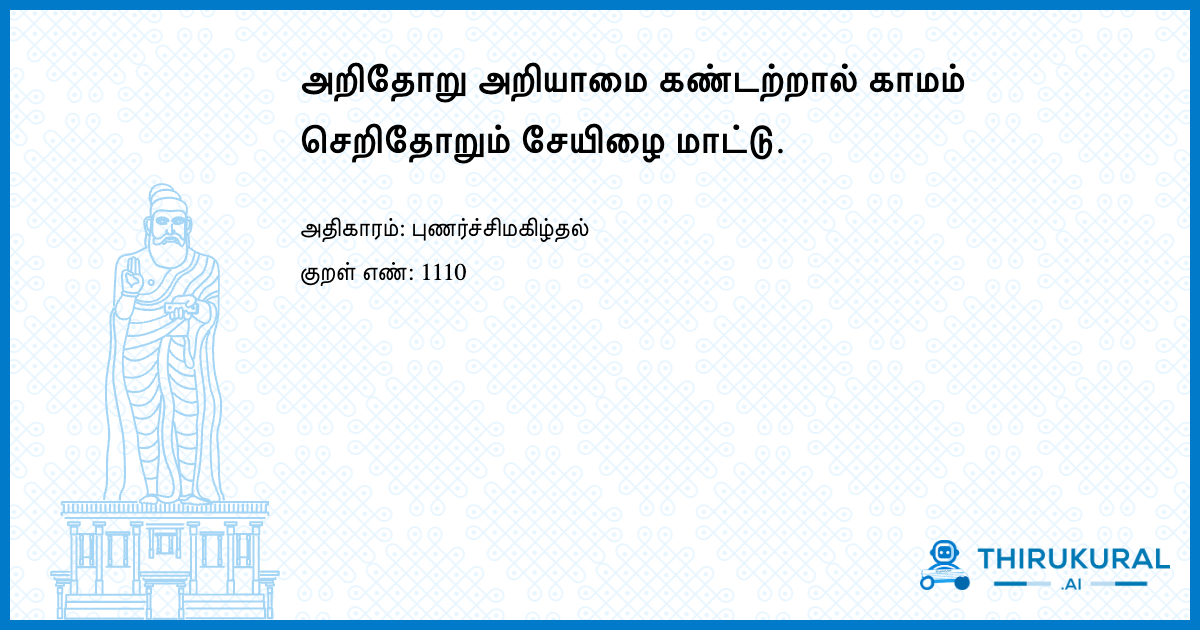 அறிதோறு அறியாமை கண்டற்றால் காமம்
செறிதோறும் சேயிழை மாட்டு.
அதிகாரம்: புணர்ச்சிமகிழ்தல்
குறள் எண்: 1110
THIRUKURAL
.AI